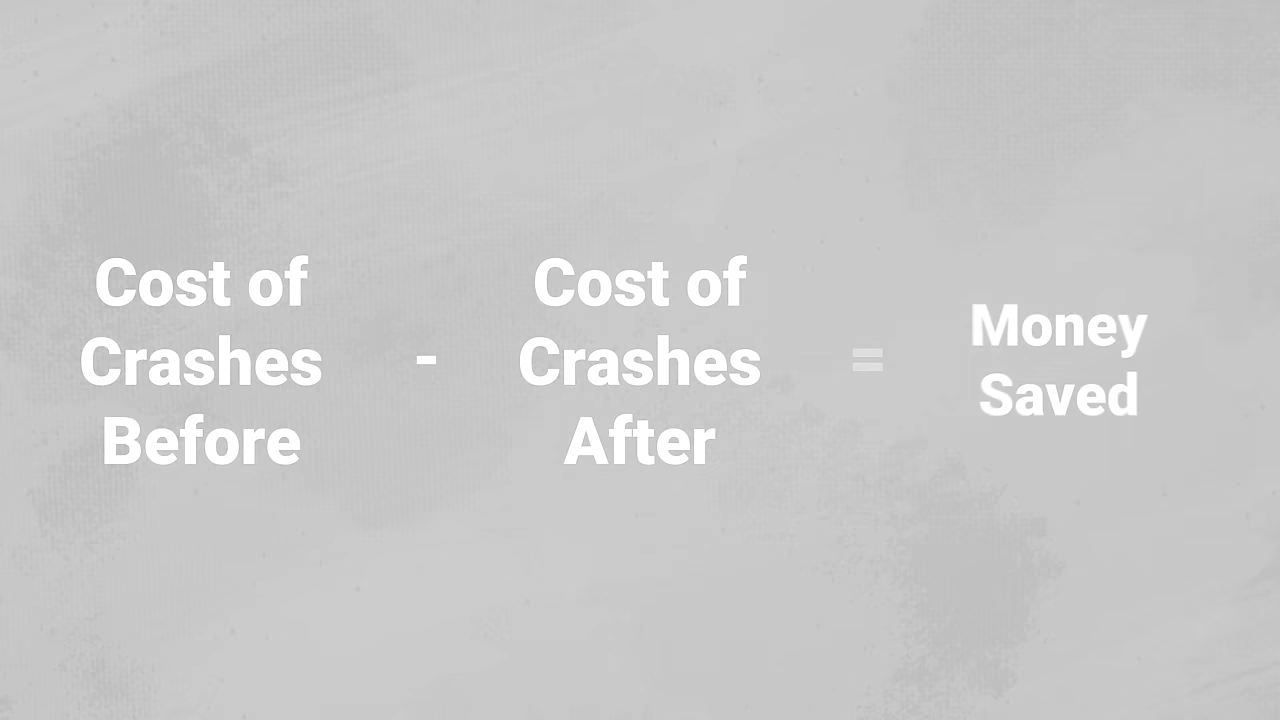 Cost of
Crashes
Before
-
Cost of
Crashes
After
=
Money
Saved